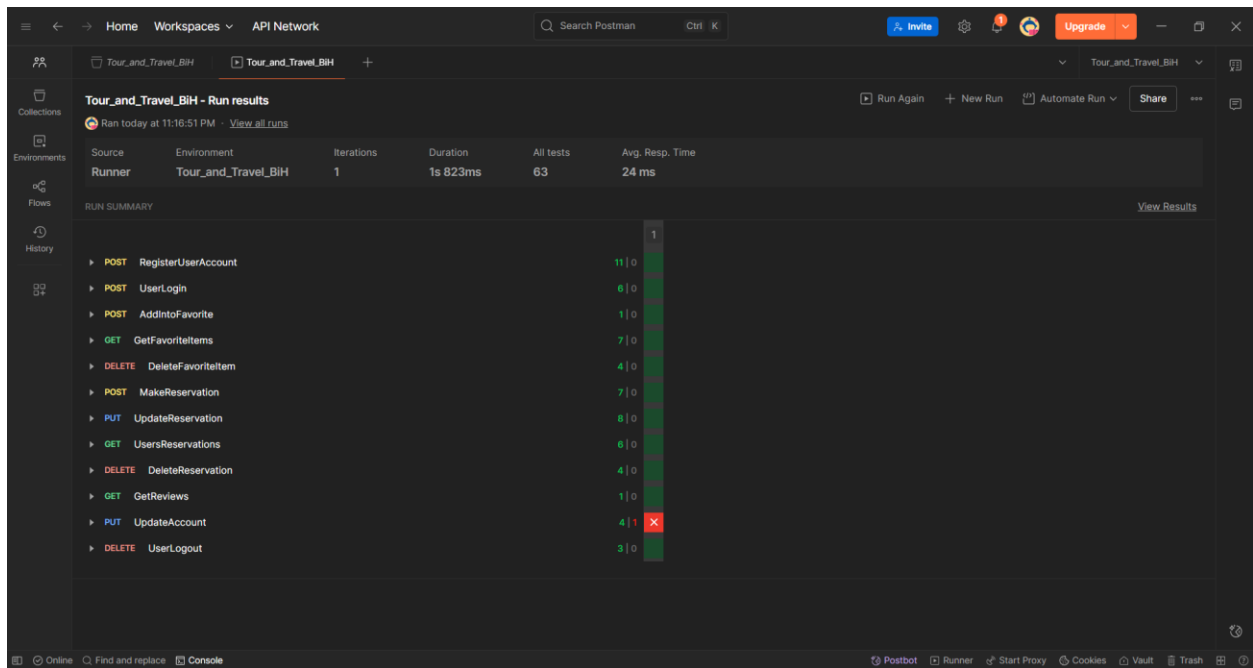 Home Workspaces API Network Search Postman Ctrl K Invite 1 Upgrade
Tour_and_Travel_BiH Tour_and_Travel_BiH Tour_and_Travel_BiH
Collections
Environments
Flows
History
Tour_and_Travel_BiH - Run results Run Again New Run Automate Run Share
Ran today at 11:16:51 PM · View all runs
Source Environment Iterations Duration All tests Avg. Resp. Time
Runner Tour_and_Travel_BiH 1 1s 823ms 63 24 ms
RUN SUMMARY View Results
1
POST RegisterUserAccount 11 | 0
POST UserLogin 6 | 0
POST AddIntoFavorite 1 | 0
GET GetFavoriteItems 7 | 0
DELETE DeleteFavoriteItem 4 | 0
POST MakeReservation 7 | 0
PUT UpdateReservation 8 | 0
GET UsersReservations 6 | 0
DELETE DeleteReservation 4 | 0
GET GetReviews 1 | 0
PUT UpdateAccount 4 | 1
DELETE UserLogout 3 | 0
Online Find and replace Console Postbot Runner Start Proxy Cookies Vault Trash